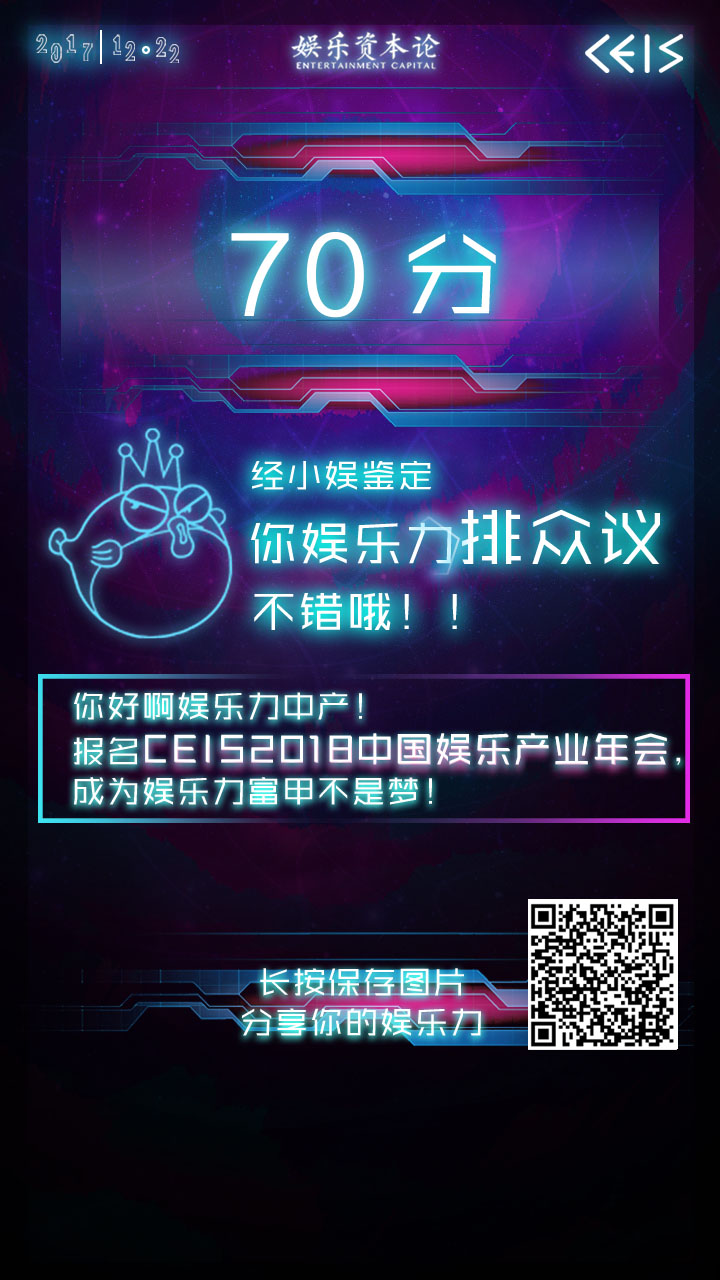 2017|12•22
娱乐资本论
ENTERTAINMENT CAPITAL
CEIS
70分
经小娱鉴定
你娱乐力排众议
不错哦！！
你好啊娱乐力中产！
报名CEIS2018中国娱乐产业年会，
成为娱乐力富甲不是梦！
长按保存图片
分享你的娱乐力